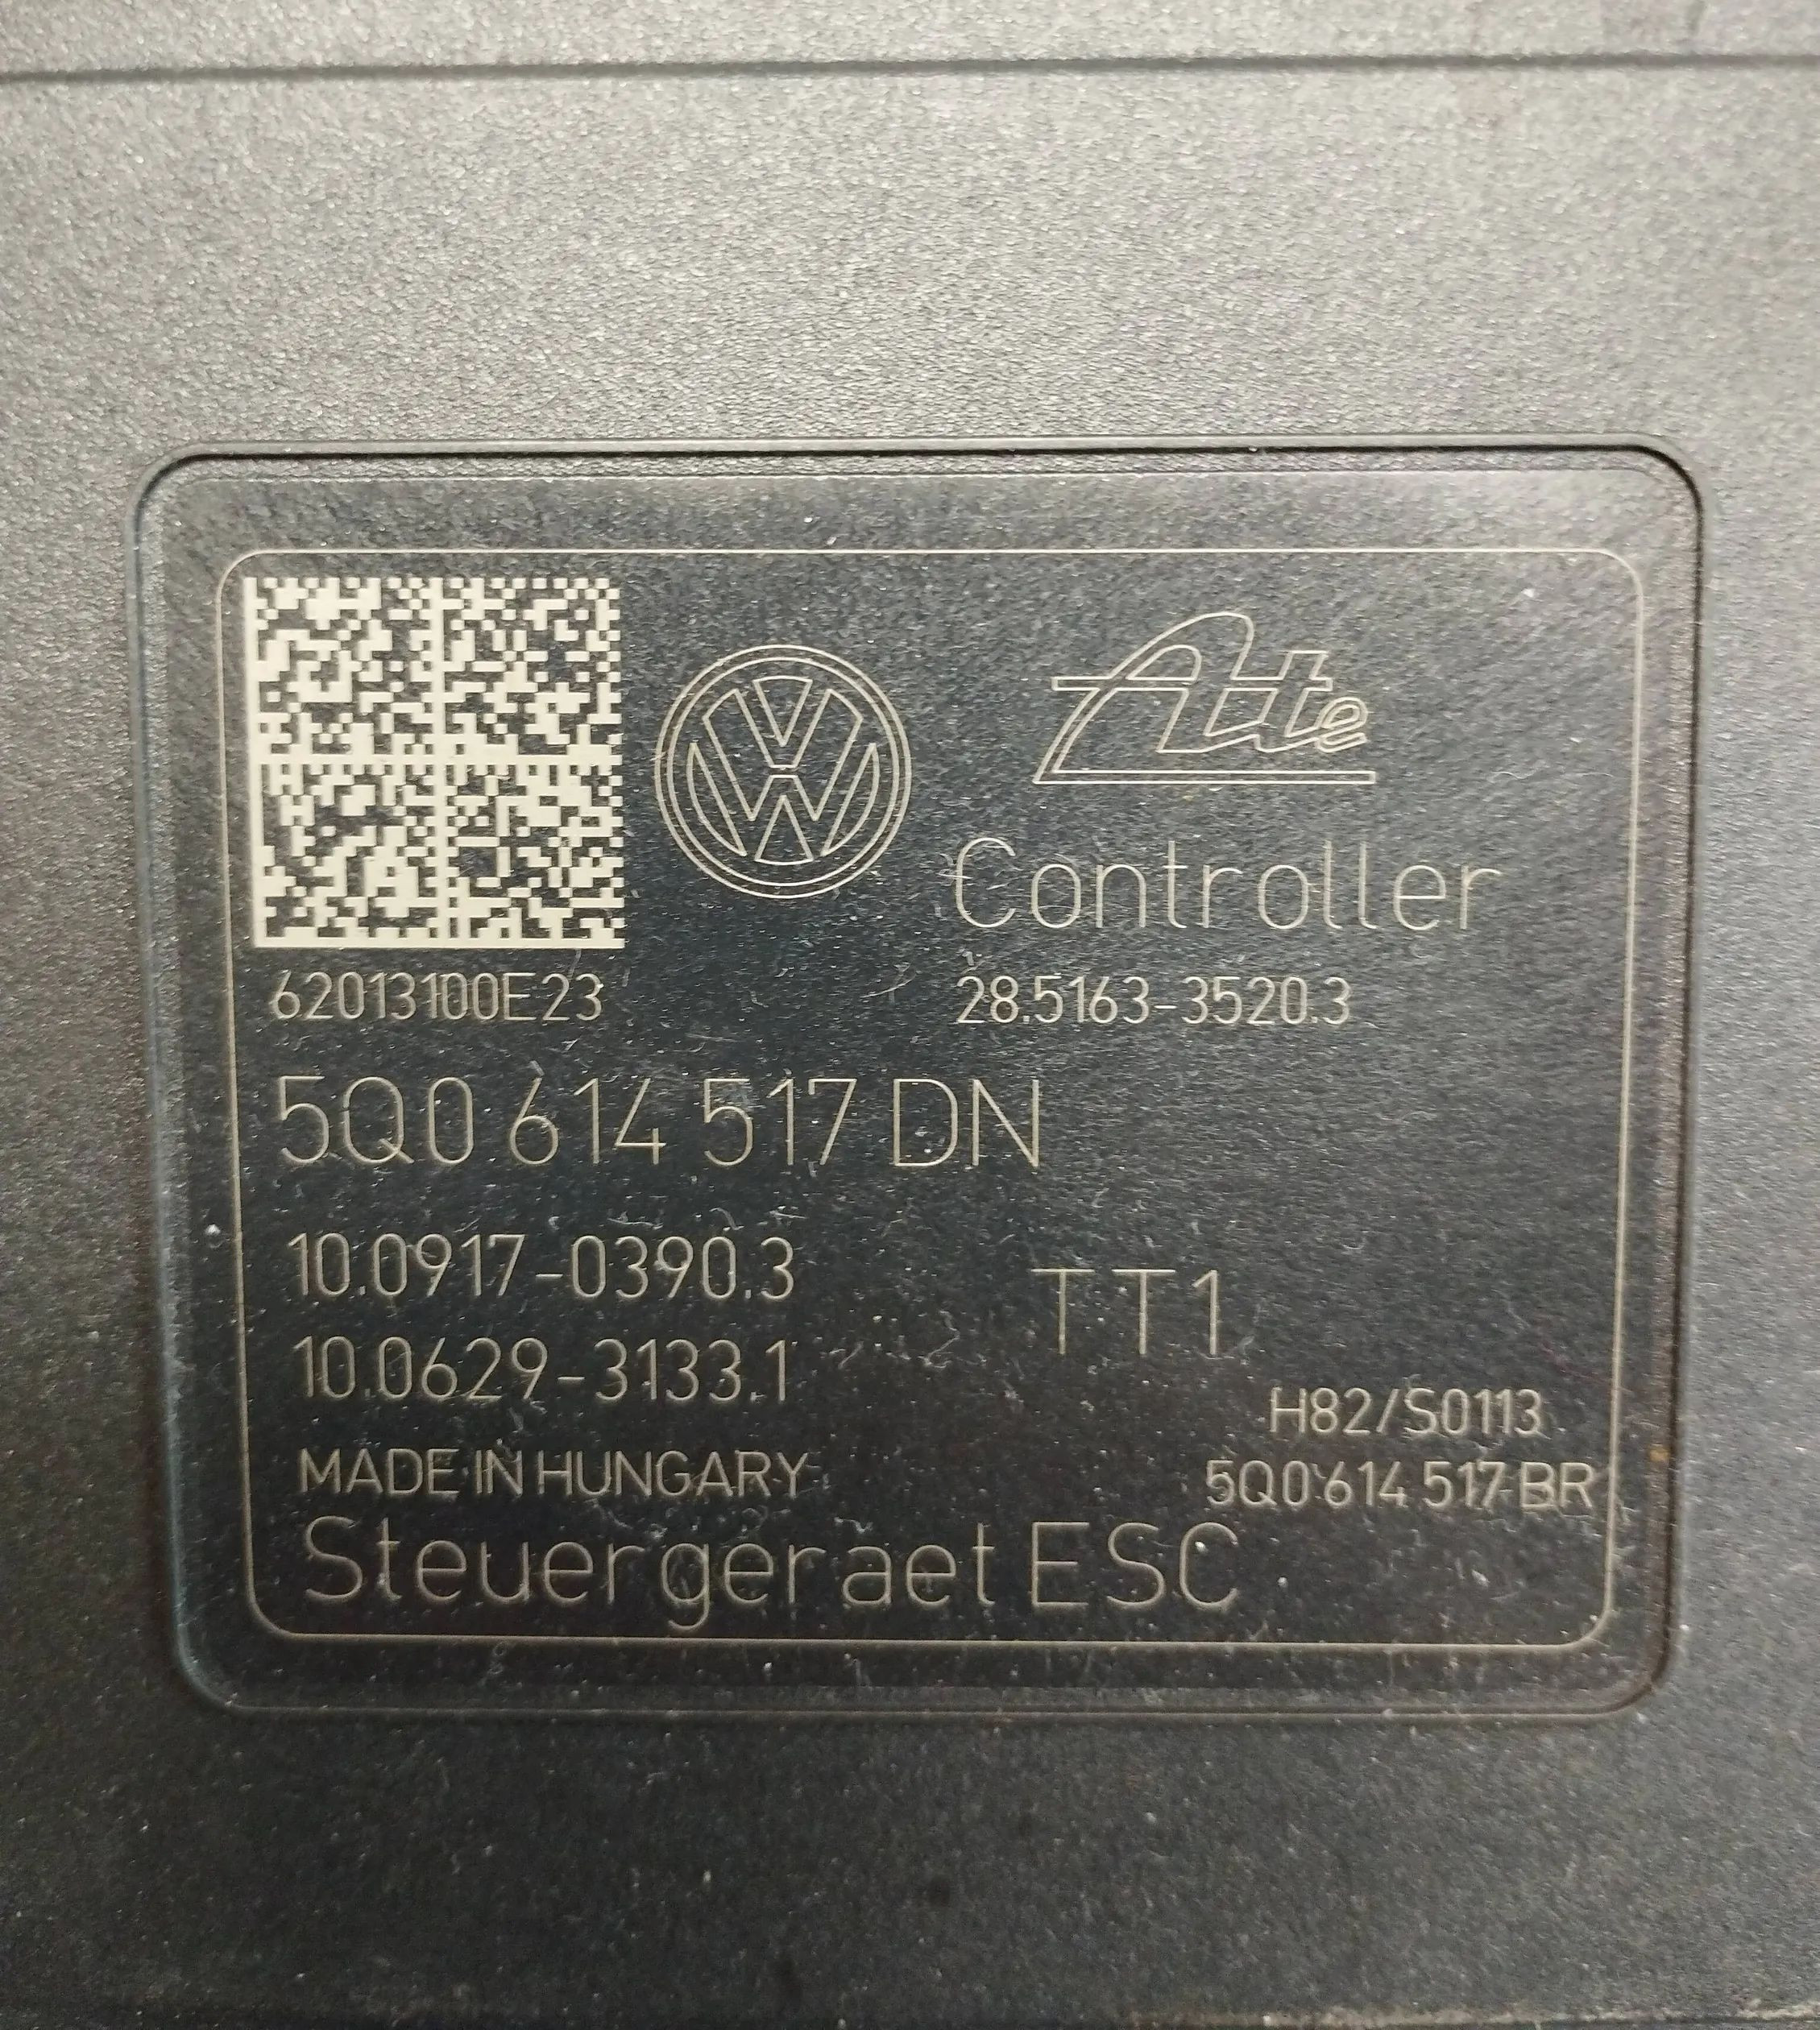 Ate
Controller
62013100E23
28.5163-3520.3
5Q0 614 517 DN
10.0917-0390.3
TT1
10.0629-3133.1
H82/S0113
MADE IN HUNGARY
5Q0 614 517 BR
Steuergeraet ESC